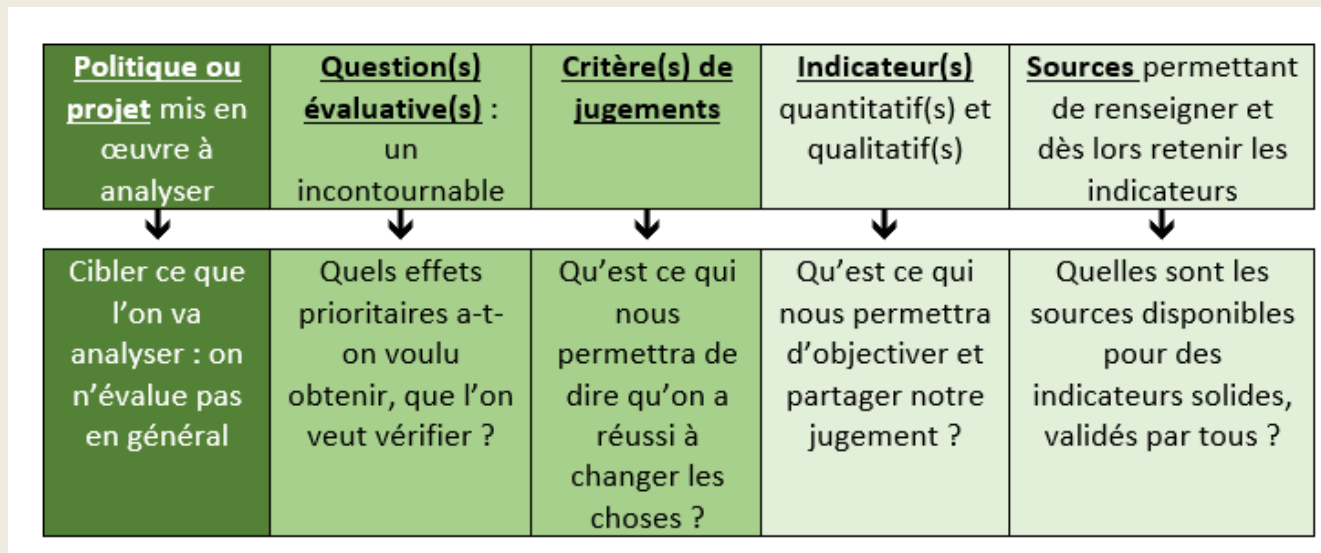 Politique ou
projet mis en
œuvre à
analyser
Question(s)
évaluative(s) :
un
incontournable
Critère(s) de
jugements
Indicateur(s)
quantitatif(s) et
qualitatif(s)
Sources permettant
de renseigner et
dès lors retenir les
indicateurs
Cibler ce que
l'on va
analyser : on
n'évalue pas
en général
Quels effets
prioritaires a-t-
on voulu
obtenir, que l'on
veut vérifier ?
Qu'est ce qui
nous
permettra de
dire qu'on a
réussi à
changer les
choses ?
Qu'est ce qui
nous permettra
d'objectiver et
partager notre
jugement ?
Quelles sont les
sources disponibles
pour des
indicateurs solides,
validés par tous ?